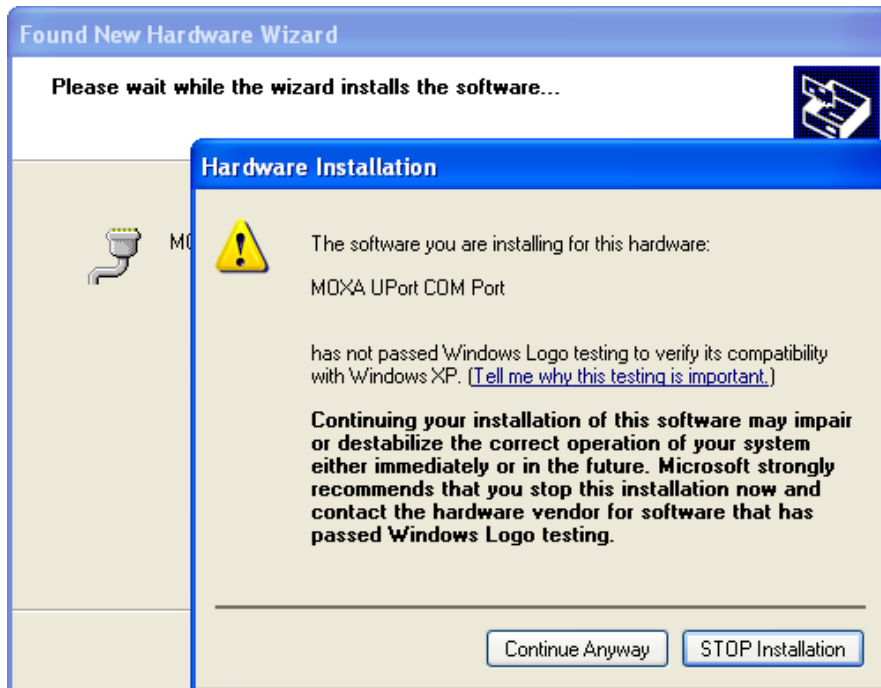 Found New Hardware Wizard
Please wait while the wizard installs the software...
Hardware Installation
The software you are installing for this hardware:
MOXA UPort COM Port
has not passed Windows Logo testing to verify its compatibility
with Windows XP. (Tell me why this testing is important.)
Continuing your installation of this software may impair
or destabilize the correct operation of your system
either immediately or in the future. Microsoft strongly
recommends that you stop this installation now and
contact the hardware vendor for software that has
passed Windows Logo testing.
Continue Anyway
STOP Installation